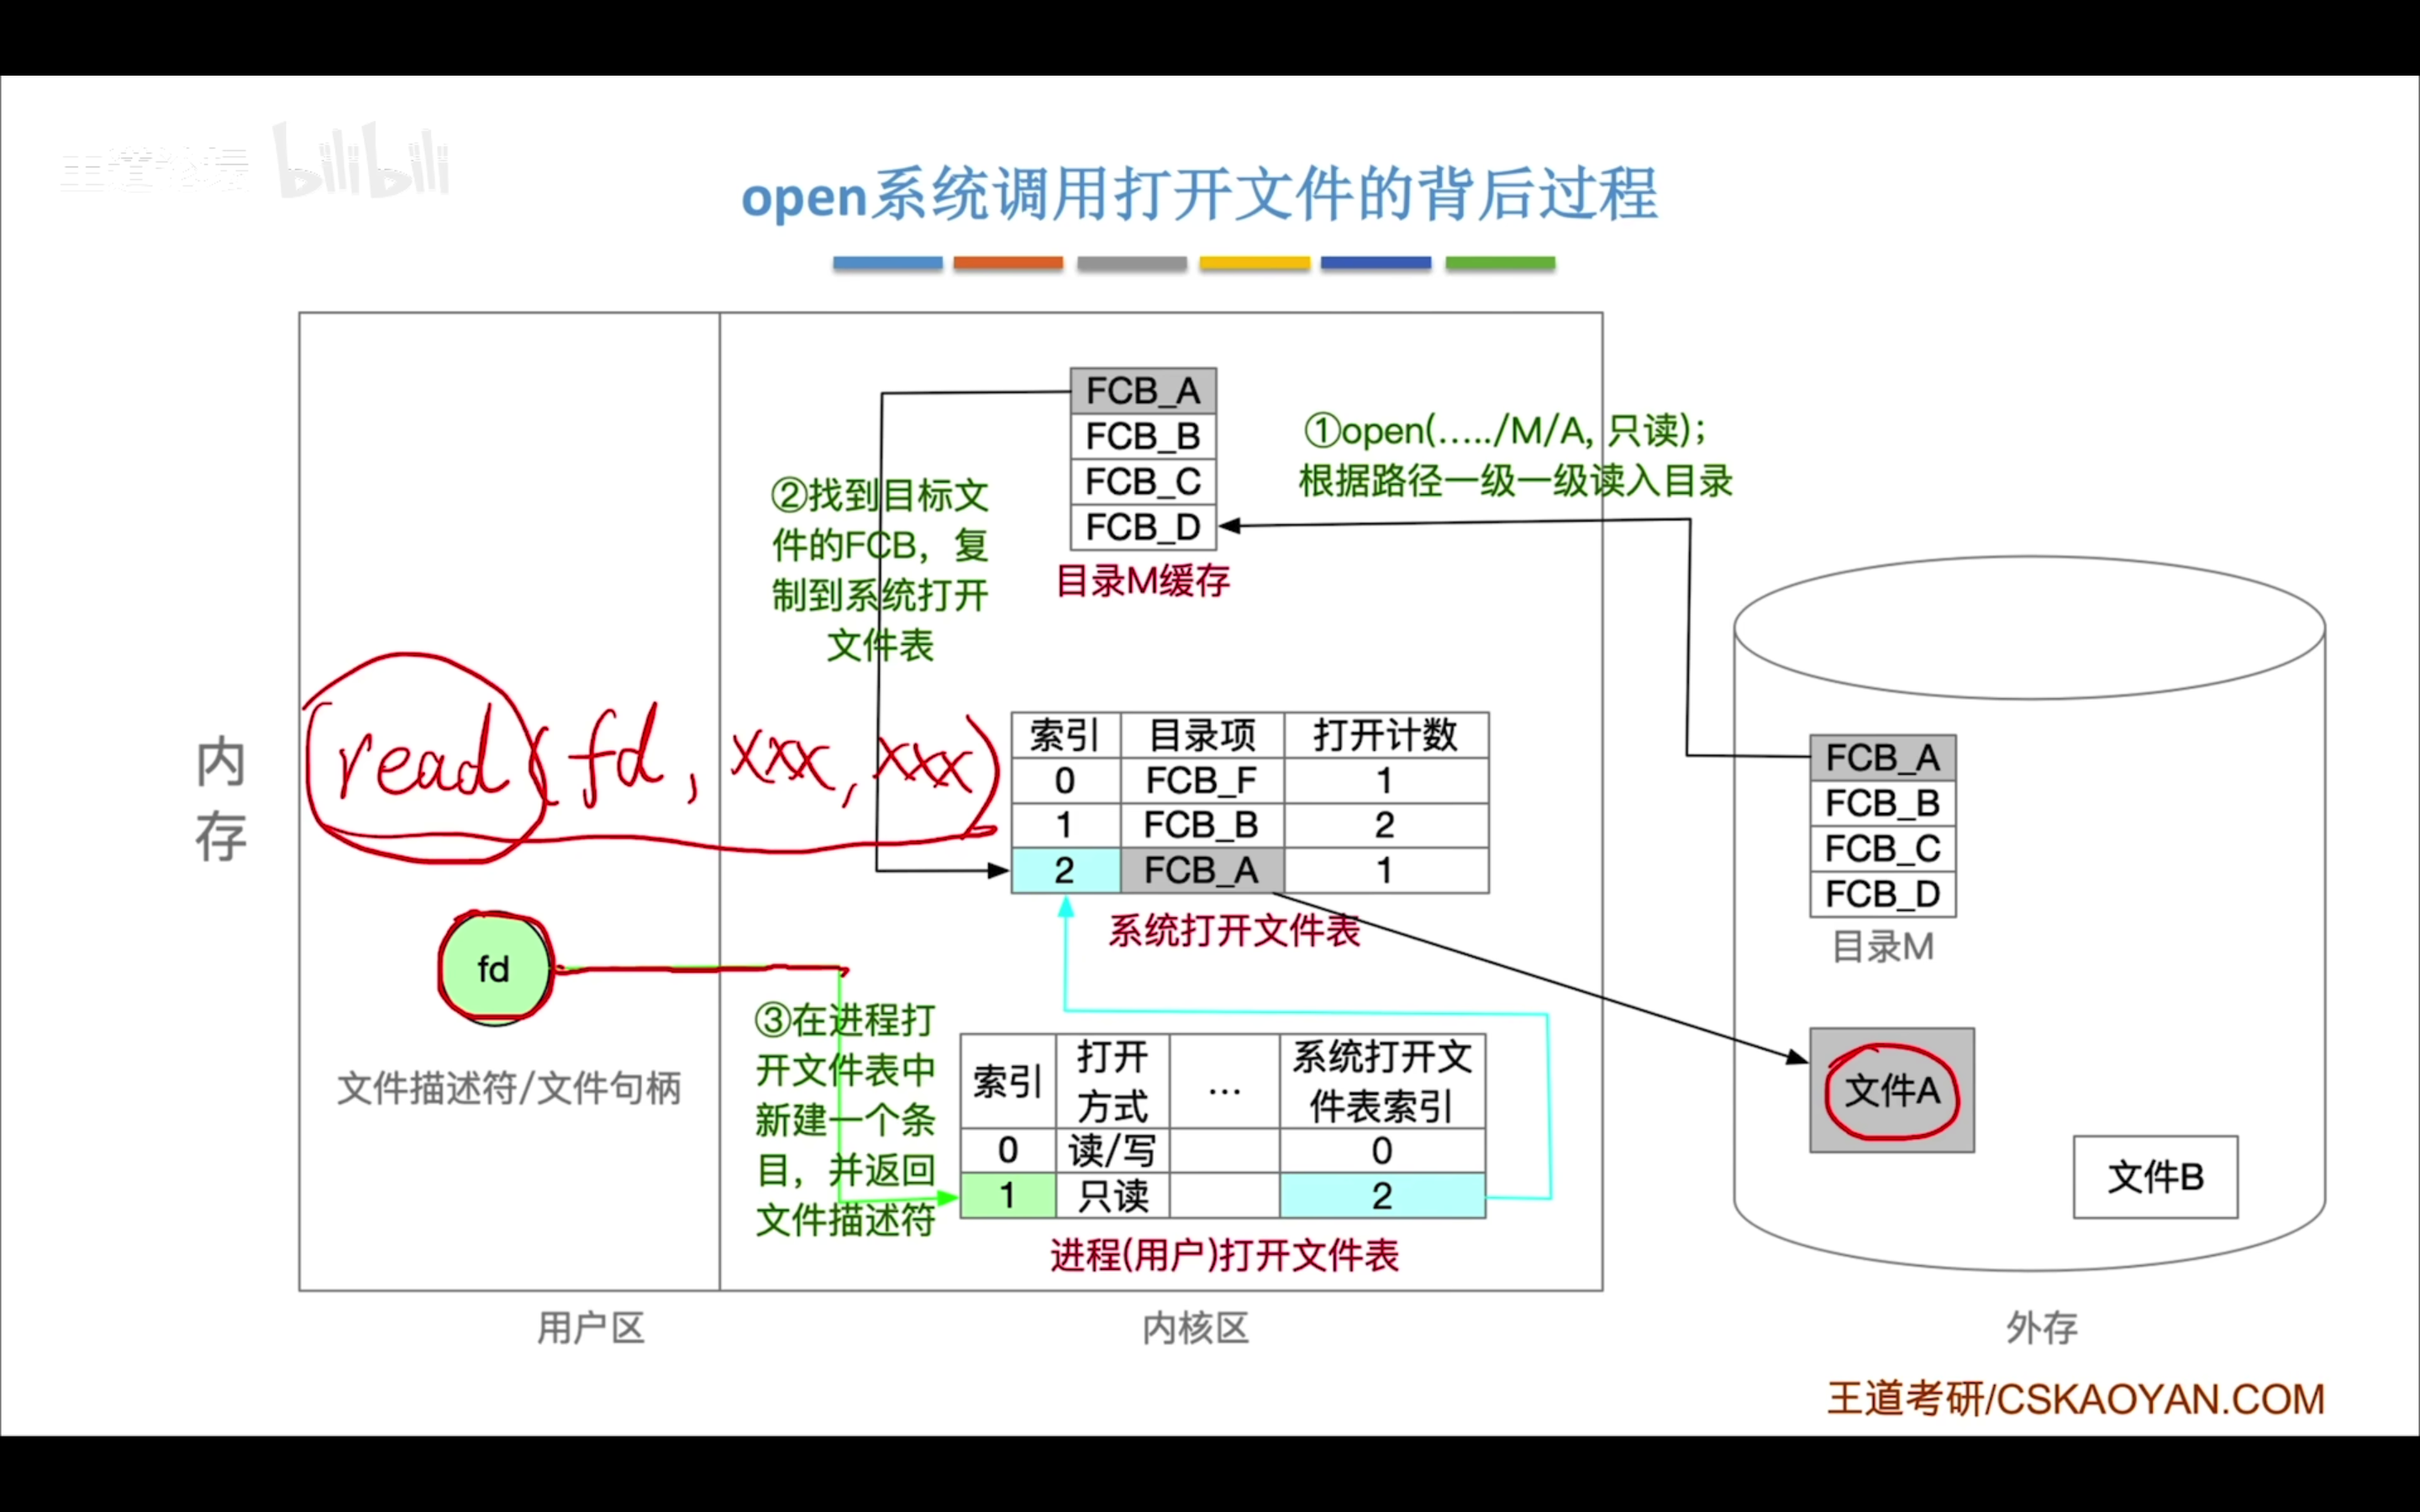 王道论坛 bilibili
open系统调用打开文件的背后过程
FCB_A
FCB_B
FCB_C
FCB_D
目录M缓存
①open(...../M/A, 只读);
根据路径一级一级读入目录
②找到目标文
件的FCB，复
制到系统打开
文件表
read(fd, xxx, xxx)
内
存
索引 目录项 打开计数
0 FCB_F 1
1 FCB_B 2
2 FCB_A 1
系统打开文件表
fd
文件描述符/文件句柄
③在进程打
开文件表中
新建一个条
目，并返回
文件描述符
索引 打开方式 ... 系统打开文件表索引
0 读/写 0
1 只读 2
进程(用户)打开文件表
FCB_A
FCB_B
FCB_C
FCB_D
目录M
文件A
文件B
用户区
内核区
外存
王道考研/CSKAOYAN.COM